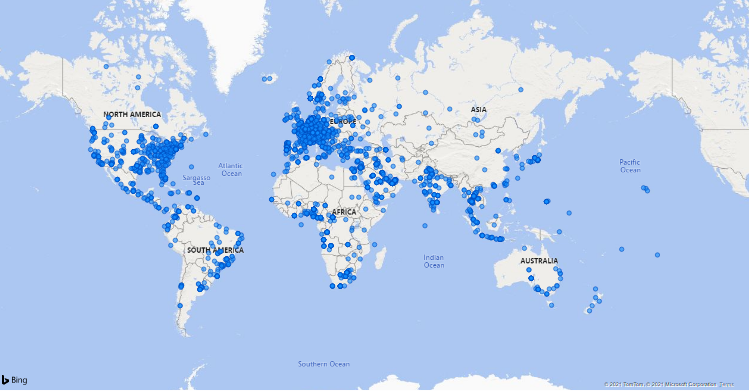 NORTH AMERICA
EUROPE
ASIA
Atlantic
Ocean
Sargasso
Sea
Pacific
Ocean
AFRICA
SOUTH AMERICA
Indian
Ocean
AUSTRALIA
Southern Ocean
Bing
© 2021 TomTom, © 2021 Microsoft Corporation Terms